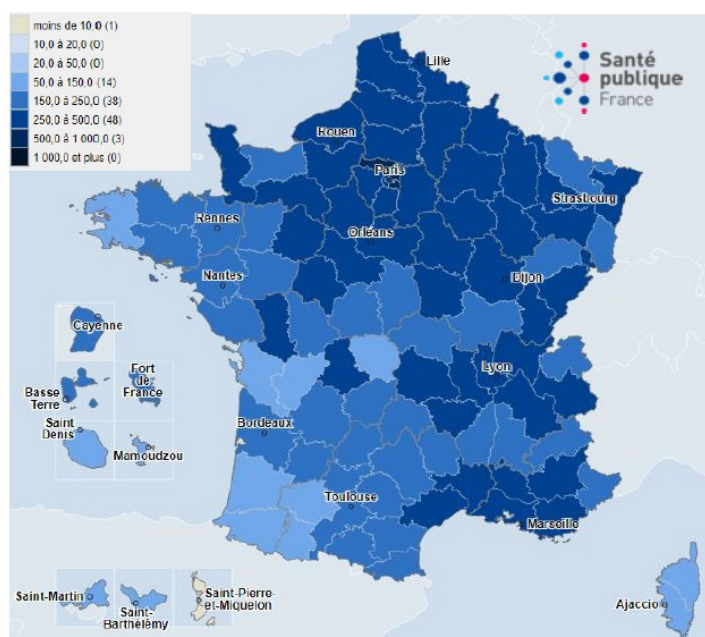 moins de 10,0 (1)
10,0 à 20,0 (0)
20,0 à 50,0 (0)
50,0 à 150,0 (14)
150,0 à 250,0 (38)
250,0 à 500,0 (48)
500,0 à 1 000,0 (3)
1 000,0 et plus (0)
Santé
publique
France
Lille
Rouen
Paris
Strasbourg
Rennes
Orléans
Nantes
Dijon
Cayenne
Lyon
Fort
de
France
Basse
Terre
Bordeaux
Saint
Denis
Mamoudzou
Toulouse
Marseille
Saint-Martin
Saint-
Barthélémy
Saint-Pierre-
et-Miquelon
Ajaccio